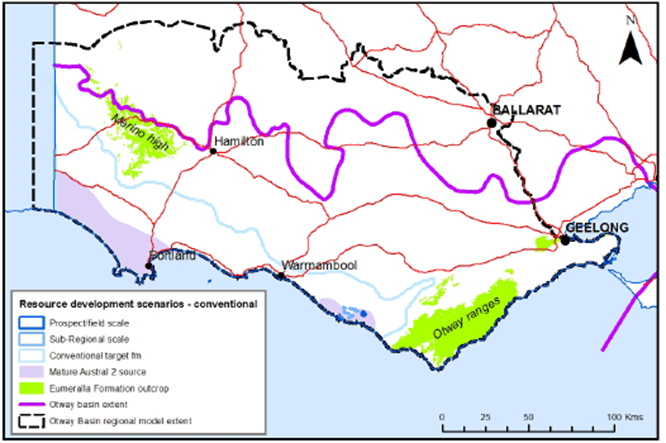 N
BALLARAT
Merino high
Hamilton
GEELONG
Portland
Warrnambool
Otway ranges
Resource development scenarios - conventional
Prospect/field scale
Sub-Regional scale
Conventional target fm
Mature Austral 2 source
Eumeralla Formation outcrop
Otway basin extent
Otway Basin regional model extent
0 25 50 75 100 Kms